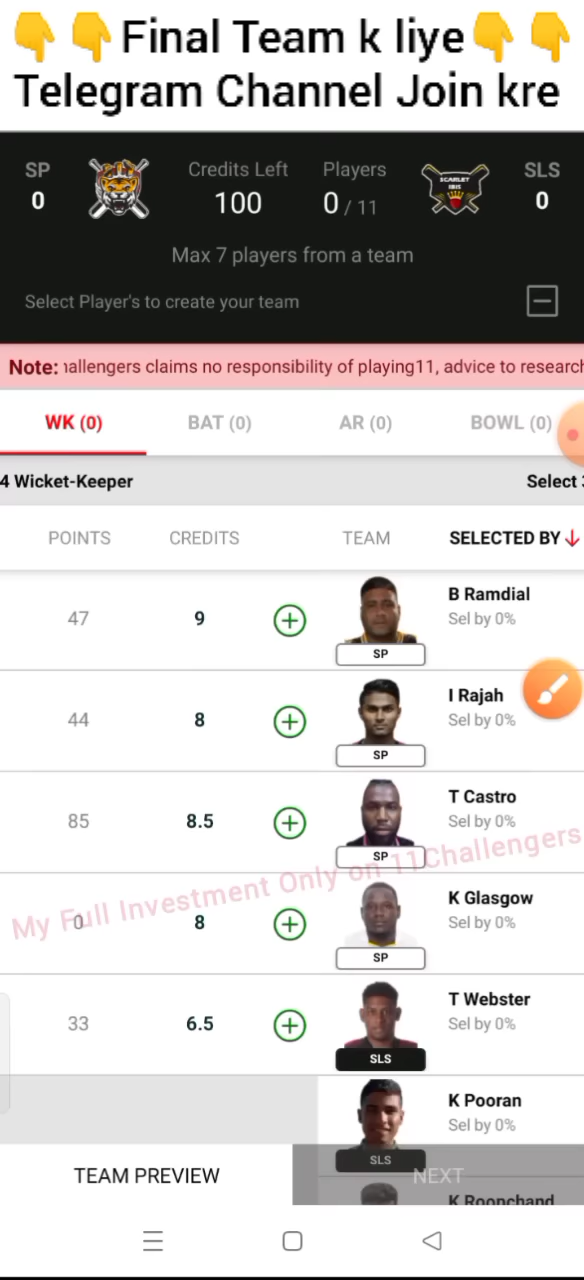 👇👇Final Team k liye👇👇
Telegram Channel Join kre
SP
0
Credits Left
100
Players
0 / 11
SCARLET
IBIS
SLS
0
Max 7 players from a team
Select Player's to create your team
Note: hallengers claims no responsibility of playing11, advice to research
WK (0) BAT (0) AR (0) BOWL (0)
4 Wicket-Keeper Select
POINTS CREDITS TEAM SELECTED BY
47 9 SP B Ramdial
Sel by 0%
44 8 SP I Rajah
Sel by 0%
85 8.5 SP T Castro
Sel by 0%
My Full Investment Only on 11Challengers
0 8 SP K Glasgow
Sel by 0%
33 6.5 SLS T Webster
Sel by 0%
SLS K Pooran
Sel by 0%
K Roopchand
TEAM PREVIEW NEXT